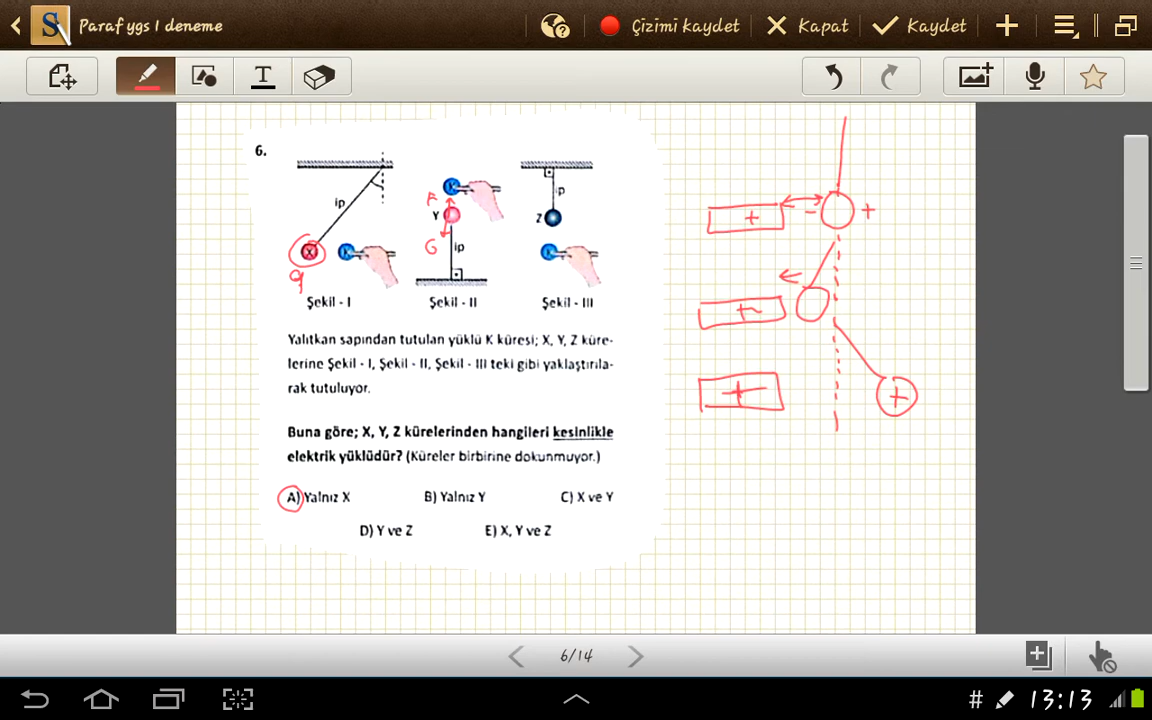 S Paraf ygs 1 deneme
Çizimi kaydet
Kapat
Kaydet
T
6.
ip
X
K
q
K
F
Y
G
ip
ip
Z
K
Şekil - I
Şekil - II
Şekil - III
Yalıtkan sapından tutulan yüklü K küresi; X, Y, Z küre-
lerine Şekil - I, Şekil - II, Şekil - III teki gibi yaklaştırıla-
rak tutuluyor.
Buna göre; X, Y, Z kürelerinden hangileri kesinlikle
elektrik yüklüdür? (Küreler birbirine dokunmuyor.)
A) Yalnız X
B) Yalnız Y
C) X ve Y
D) Y ve Z
E) X, Y ve Z
+ - +
+
+ +
6/14
# 13:13